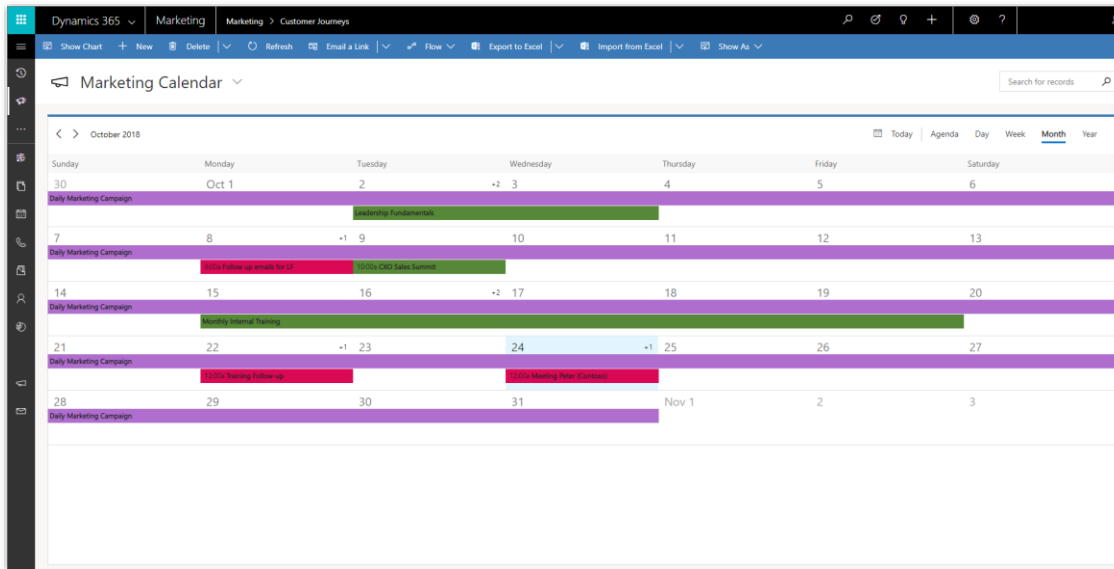 Dynamics 365 Marketing Marketing > Customer Journeys ?
Show Chart New Delete Refresh Email a Link Flow Export to Excel Import from Excel Show As
Marketing Calendar Search for records
October 2018 Today Agenda Day Week Month Year
Sunday Monday Tuesday Wednesday Thursday Friday Saturday
30 Oct 1 2 +2 3 4 5 6
Daily Marketing Campaign
Leadership Fundamentals
7 8 +1 9 10 11 12 13
Daily Marketing Campaign
Follow up emails for LF 10:00a CXO Sales Summit
14 15 16 +2 17 18 19 20
Daily Marketing Campaign
Monthly Internal Training
21 22 +1 23 24 +1 25 26 27
Daily Marketing Campaign
12:00a Training Follow-up 12:00a Meeting Peter (Contoso)
28 29 30 31 Nov 1 2 3
Daily Marketing Campaign